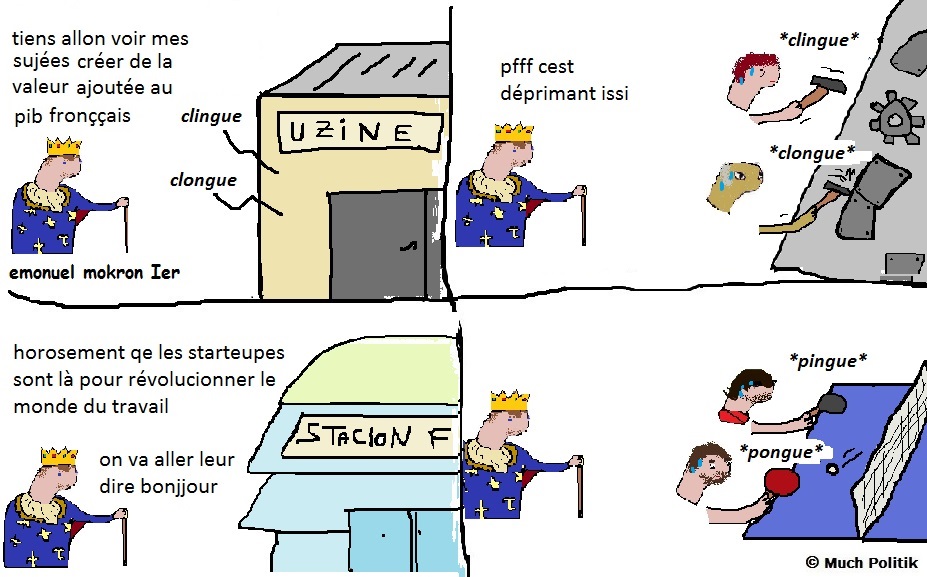 tiens allon voir mes
sujées créer de la
valeur ajoutée au
pib fronççais
clingue
clongue
UZINE
emonuel mokron Ier
pfff cest
déprimant issi
*clingue*
*clongue*
horosement qe les starteupes
sont là pour révolucionner le
monde du travail
on va aller leur
dire bonjjour
STACION F
*pingue*
*pongue*
© Much Politik